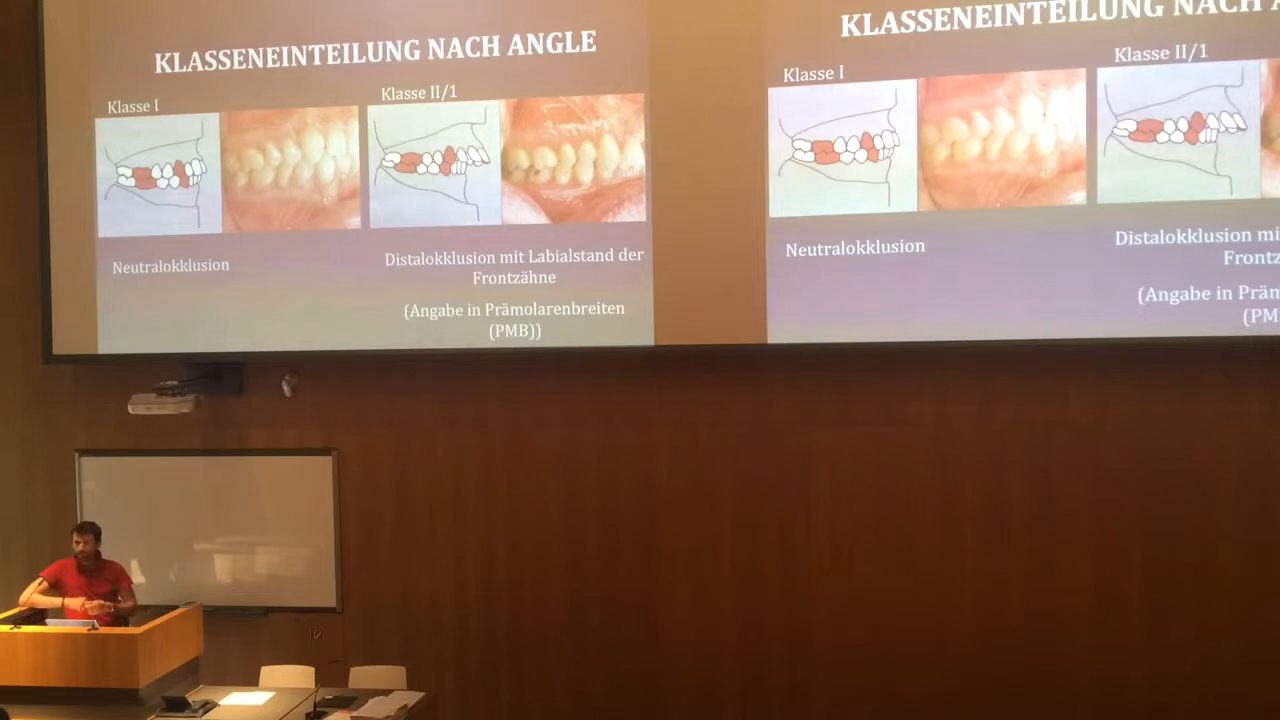 KLASSENEINTEILUNG NACH ANGLE
Klasse I
Klasse II/1
Neutralokklusion
Distalokklusion mit Labialstand der
Frontzähne
(Angabe in Prämolarenbreiten
(PMB))
KLASSENEINTEILUNG NACH A
Klasse I
Klasse II/1
Neutralokklusion
Distalokklusion mi
Frontz
(Angabe in Präm
(PM